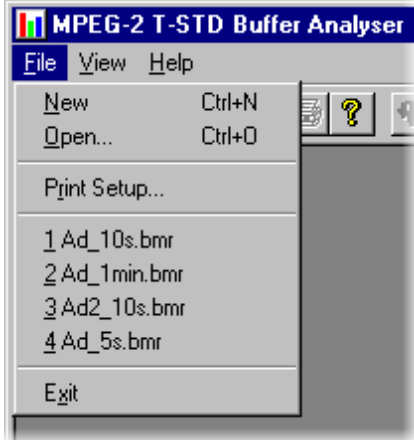 MPEG-2 T-STD Buffer Analyser
File View Help
New Ctrl+N
Open... Ctrl+O
Print Setup...
1 Ad_10s.bmr
2 Ad_1min.bmr
3 Ad2_10s.bmr
4 Ad_5s.bmr
Exit